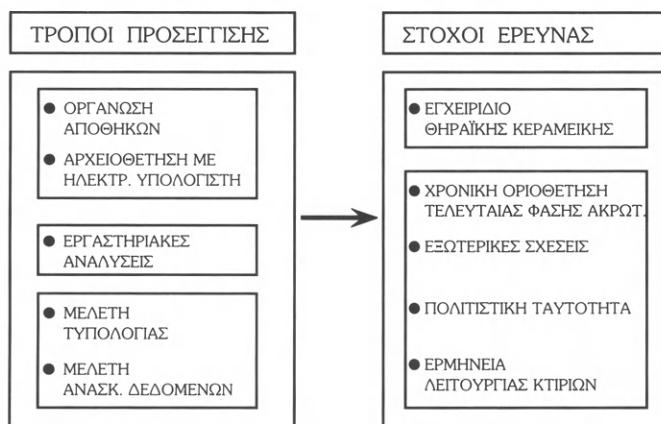 ΤΡΟΠΟΙ ΠΡΟΣΕΓΓΙΣΗΣ
● ΟΡΓΑΝΩΣΗ
ΑΠΟΘΗΚΩΝ
● ΑΡΧΕΙΟΘΕΤΗΣΗ ΜΕ
ΗΛΕΚΤΡ. ΥΠΟΛΟΓΙΣΤΗ
● ΕΡΓΑΣΤΗΡΙΑΚΕΣ
ΑΝΑΛΥΣΕΙΣ
● ΜΕΛΕΤΗ
ΤΥΠΟΛΟΓΙΑΣ
● ΜΕΛΕΤΗ
ΑΝΑΣΚ. ΔΕΔΟΜΕΝΩΝ
ΣΤΟΧΟΙ ΕΡΕΥΝΑΣ
● ΕΓΧΕΙΡΙΔΙΟ
ΘΗΡΑΪΚΗΣ ΚΕΡΑΜΕΙΚΗΣ
● ΧΡΟΝΙΚΗ ΟΡΙΟΘΕΤΗΣΗ
ΤΕΛΕΥΤΑΙΑΣ ΦΑΣΗΣ ΑΚΡΩΤ.
● ΕΞΩΤΕΡΙΚΕΣ ΣΧΕΣΕΙΣ
● ΠΟΛΙΤΙΣΤΙΚΗ ΤΑΥΤΟΤΗΤΑ
● ΕΡΜΗΝΕΙΑ
ΛΕΙΤΟΥΡΓΙΑΣ ΚΤΙΡΙΩΝ